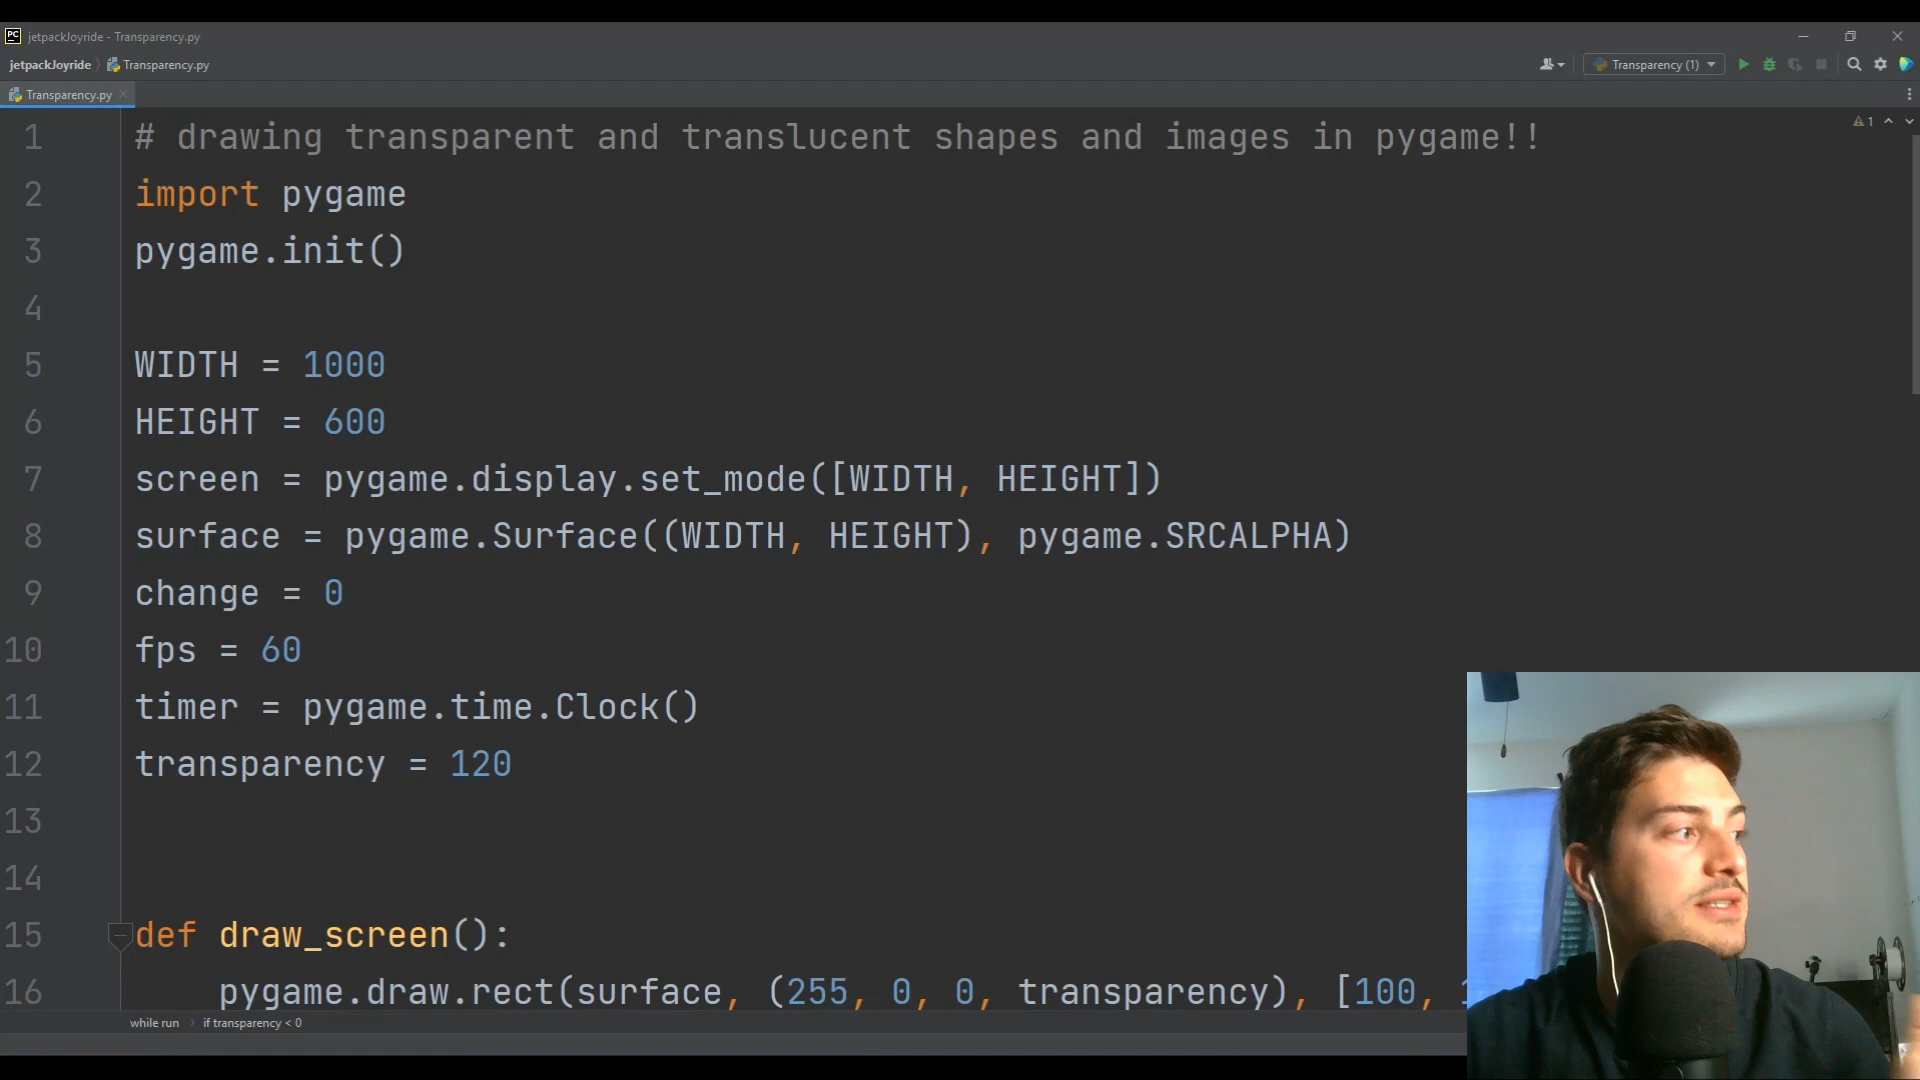 PC jetpackJoyride - Transparency.py
jetpackJoyride Transparency.py Transparency (1)
Transparency.py
1 # drawing transparent and translucent shapes and images in pygame!!
1
2 import pygame
3 pygame.init()
4
5 WIDTH = 1000
6 HEIGHT = 600
7 screen = pygame.display.set_mode([WIDTH, HEIGHT])
8 surface = pygame.Surface((WIDTH, HEIGHT), pygame.SRCALPHA)
9 change = 0
10 fps = 60
11 timer = pygame.time.Clock()
12 transparency = 120
13
14
15 def draw_screen():
16 pygame.draw.rect(surface, (255, 0, 0, transparency), [100,
while run if transparency < 0